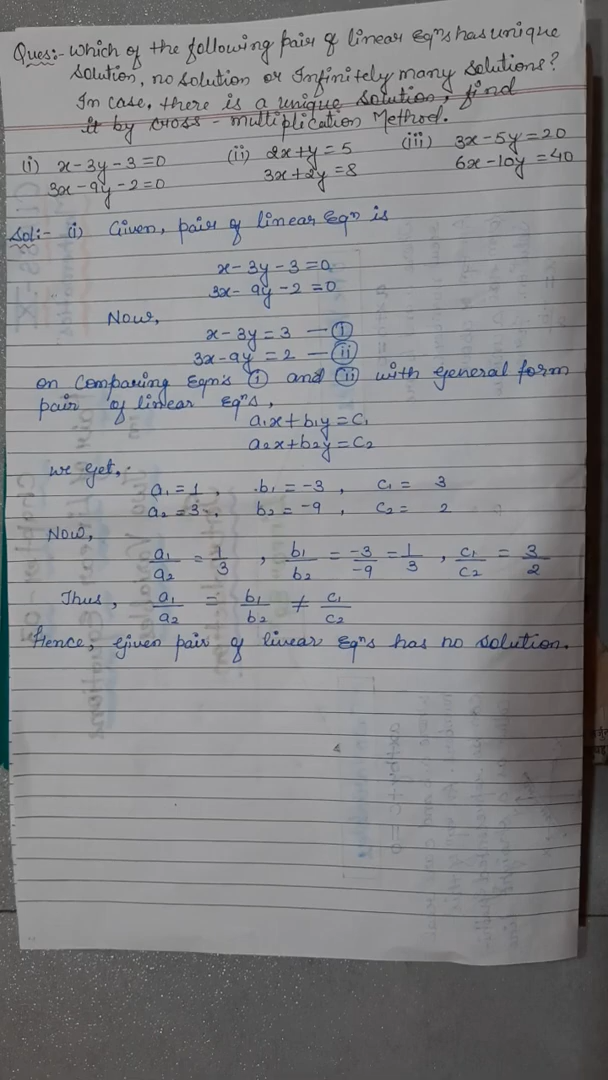 Ques:- Which of the following pair of linear Eqⁿs has unique
solution, no solution or Infinitely many solutions?
In case, there is a unique solution, find
it by cross - multiplication Method.
(i) x-3y-3=0 (ii) 2x+y=5 (iii) 3x-5y=20
3x-9y-2=0 3x+2y=8 6x-10y=40
Sol:- (i) Given, pair of linear Eqⁿ is
x-3y-3=0
3x-9y-2=0
Now,
x-3y=3 —(i)
3x-9y=2 —(ii)
on comparing Eqn's (i) and (ii) with general form
pair of linear Eqⁿs,
a₁x+b₁y=c₁
a₂x+b₂y=c₂
we get,
a₁=1, b₁=-3, c₁= 3
a₂=3, b₂=-9, c₂= 2
Now,
a₁/a₂ = 1/3, b₁/b₂ = -3/-9 = 1/3, c₁/c₂ = 3/2
Thus, a₁/a₂ = b₁/b₂ ≠ c₁/c₂
Hence, given pair of linear Eqⁿs has no solution.